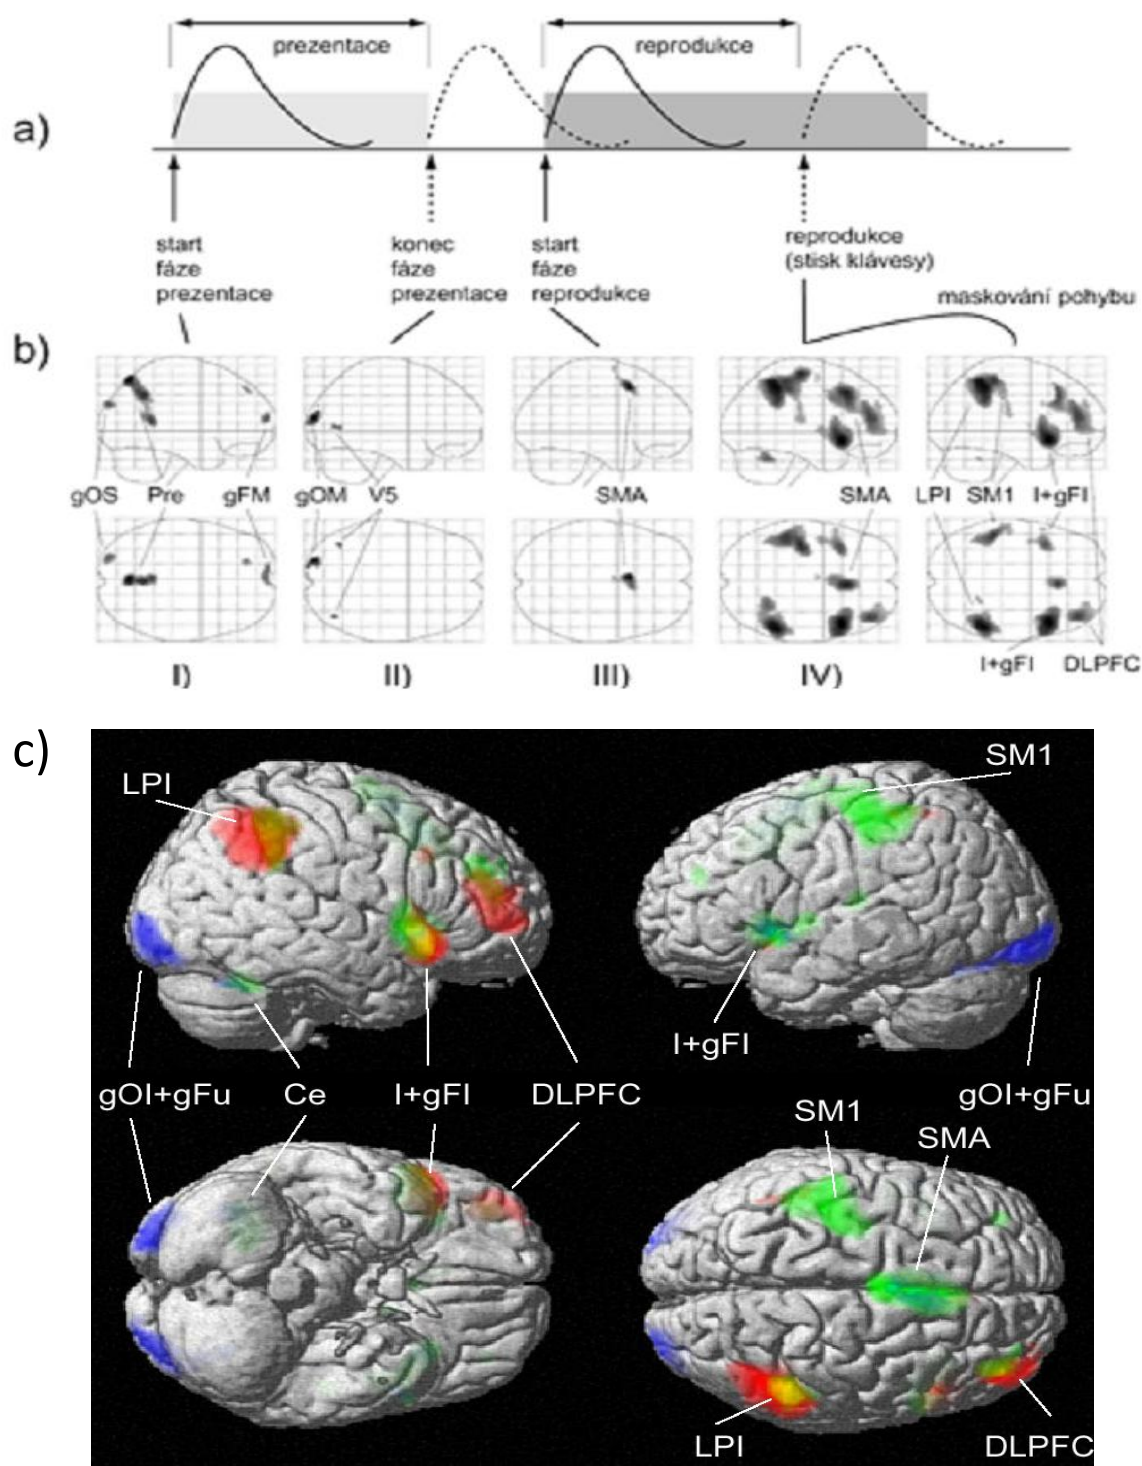 prezentace
reprodukce
a)
start
fáze
prezentace
konec
fáze
prezentace
start
fáze
reprodukce
reprodukce
(stisk klávesy)
maskování pohybu
b)
gOS Pre gFM gOM V5 SMA SMA LPI SM1 I+gFI
I+gFI DLPFC
I) II) III) IV)
c)
LPI
SM1
I+gFI
gOI+gFu Ce I+gFI DLPFC gOI+gFu
SM1
SMA
LPI DLPFC